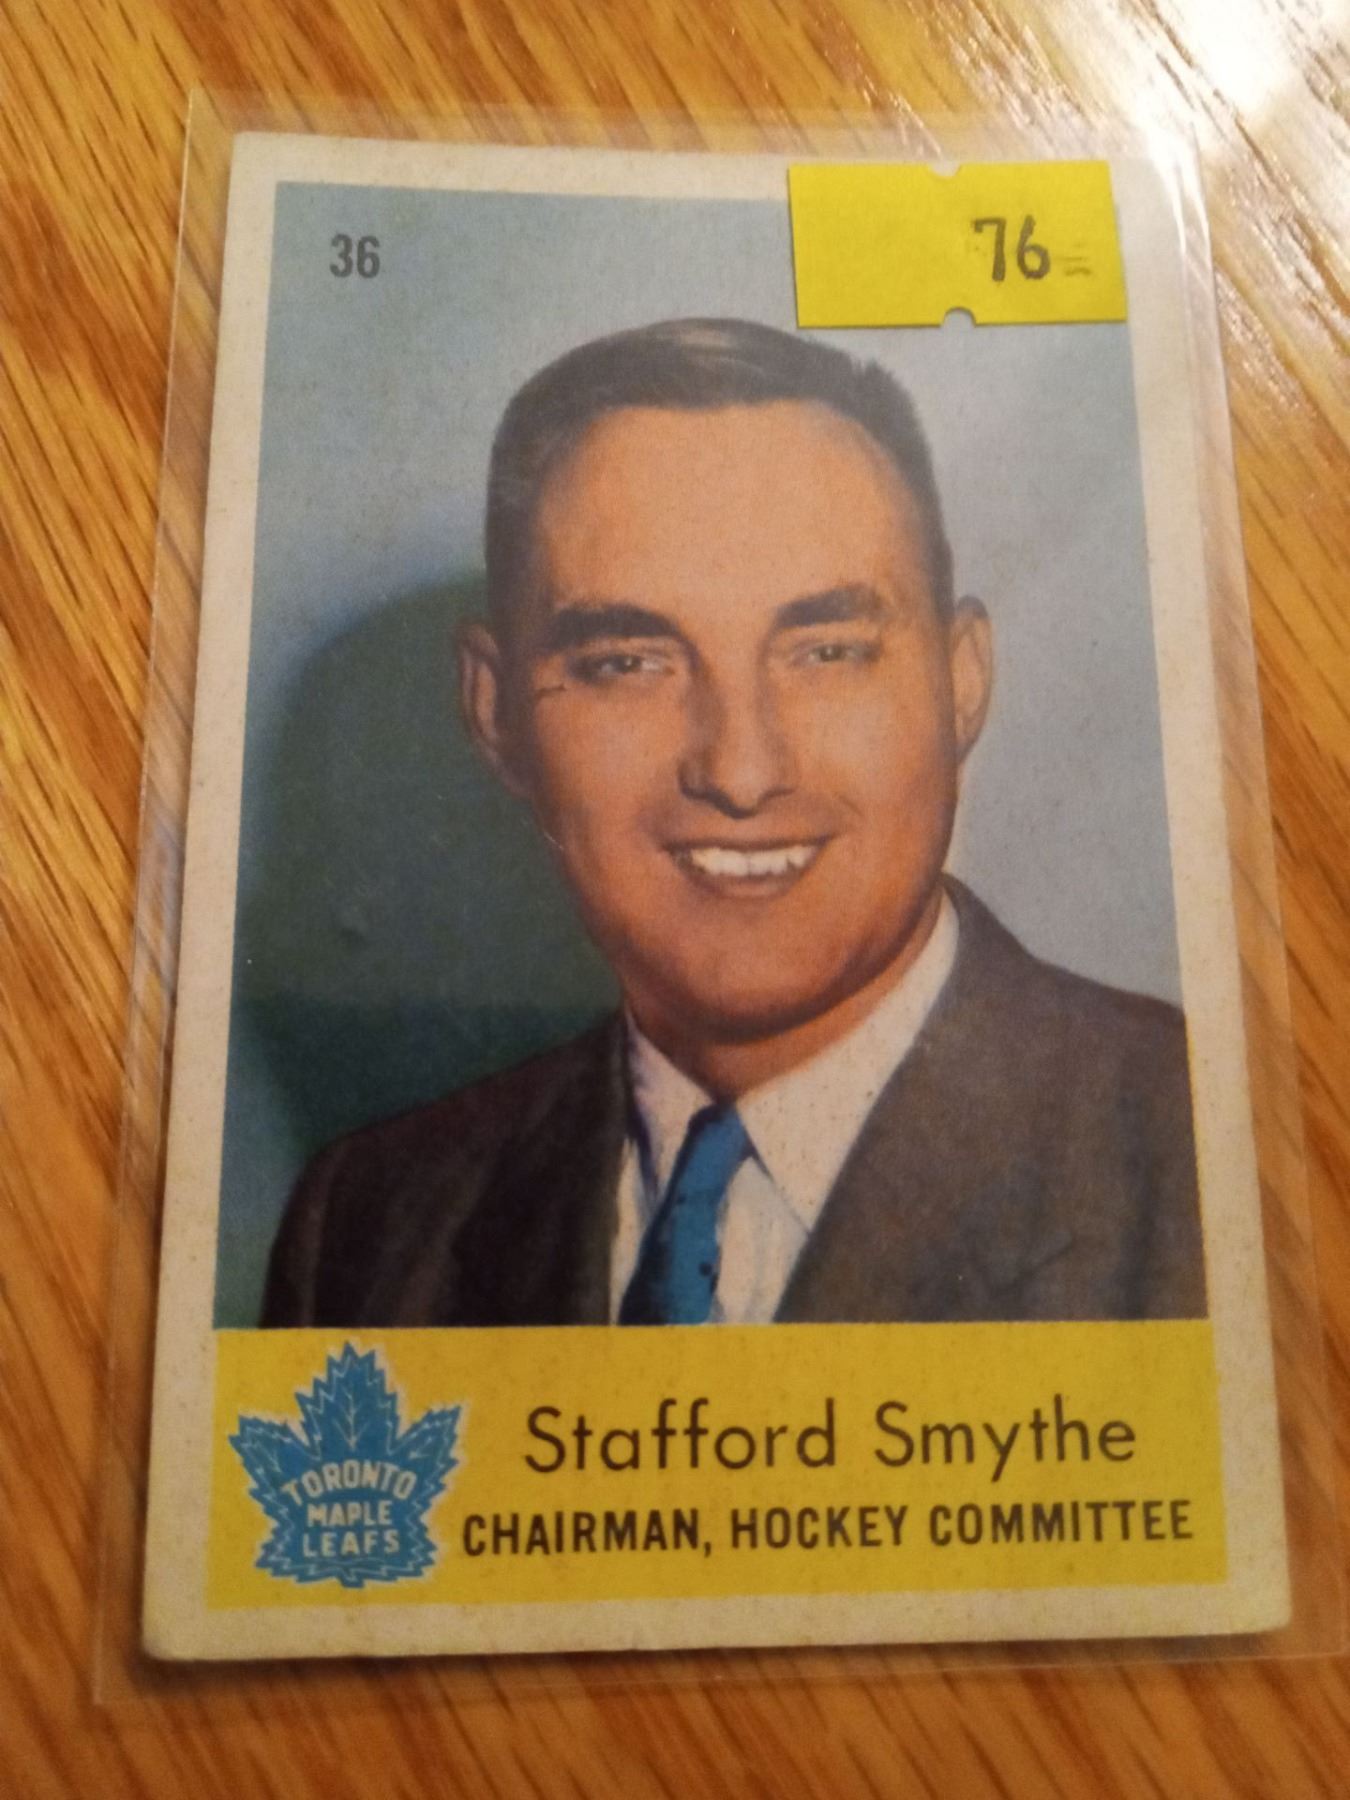 36
76=
Stafford Smythe
CHAIRMAN, HOCKEY COMMITTEE
TORONTO
MAPLE
LEAFS